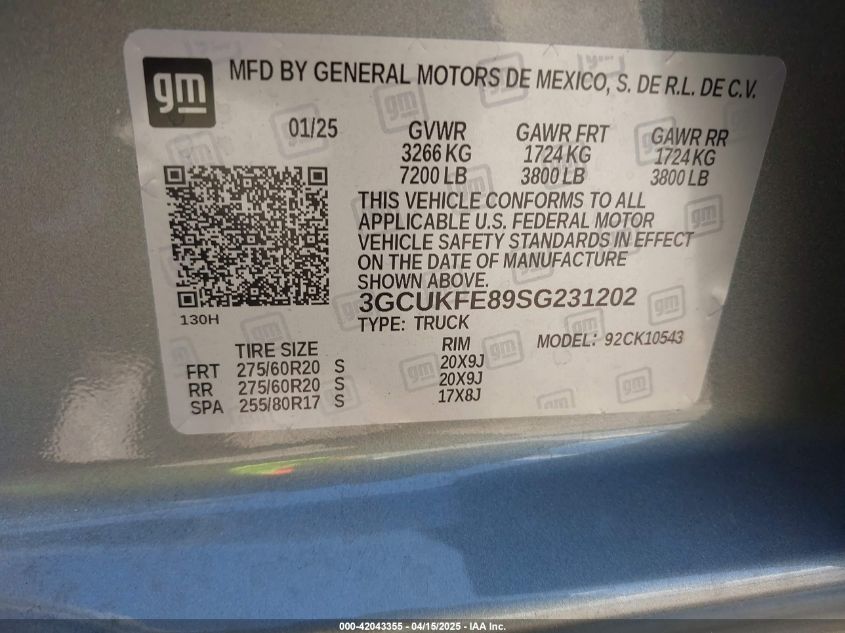 gm MFD BY GENERAL MOTORS DE MEXICO, S. DE R.L. DE C.V.
01/25 GVWR GAWR FRT GAWR RR
3266 KG 1724 KG 1724 KG
7200 LB 3800 LB 3800 LB
THIS VEHICLE CONFORMS TO ALL
APPLICABLE U.S. FEDERAL MOTOR
VEHICLE SAFETY STANDARDS IN EFFECT
ON THE DATE OF MANUFACTURE
SHOWN ABOVE.
3GCUKFE89SG231202
130H
TYPE: TRUCK
MODEL: 92CK10543
TIRE SIZE RIM
FRT 275/60R20 S 20X9J
RR 275/60R20 S 20X9J
SPA 255/80R17 S 17X8J
000-42043355 - 04/15/2025 - IAA Inc.